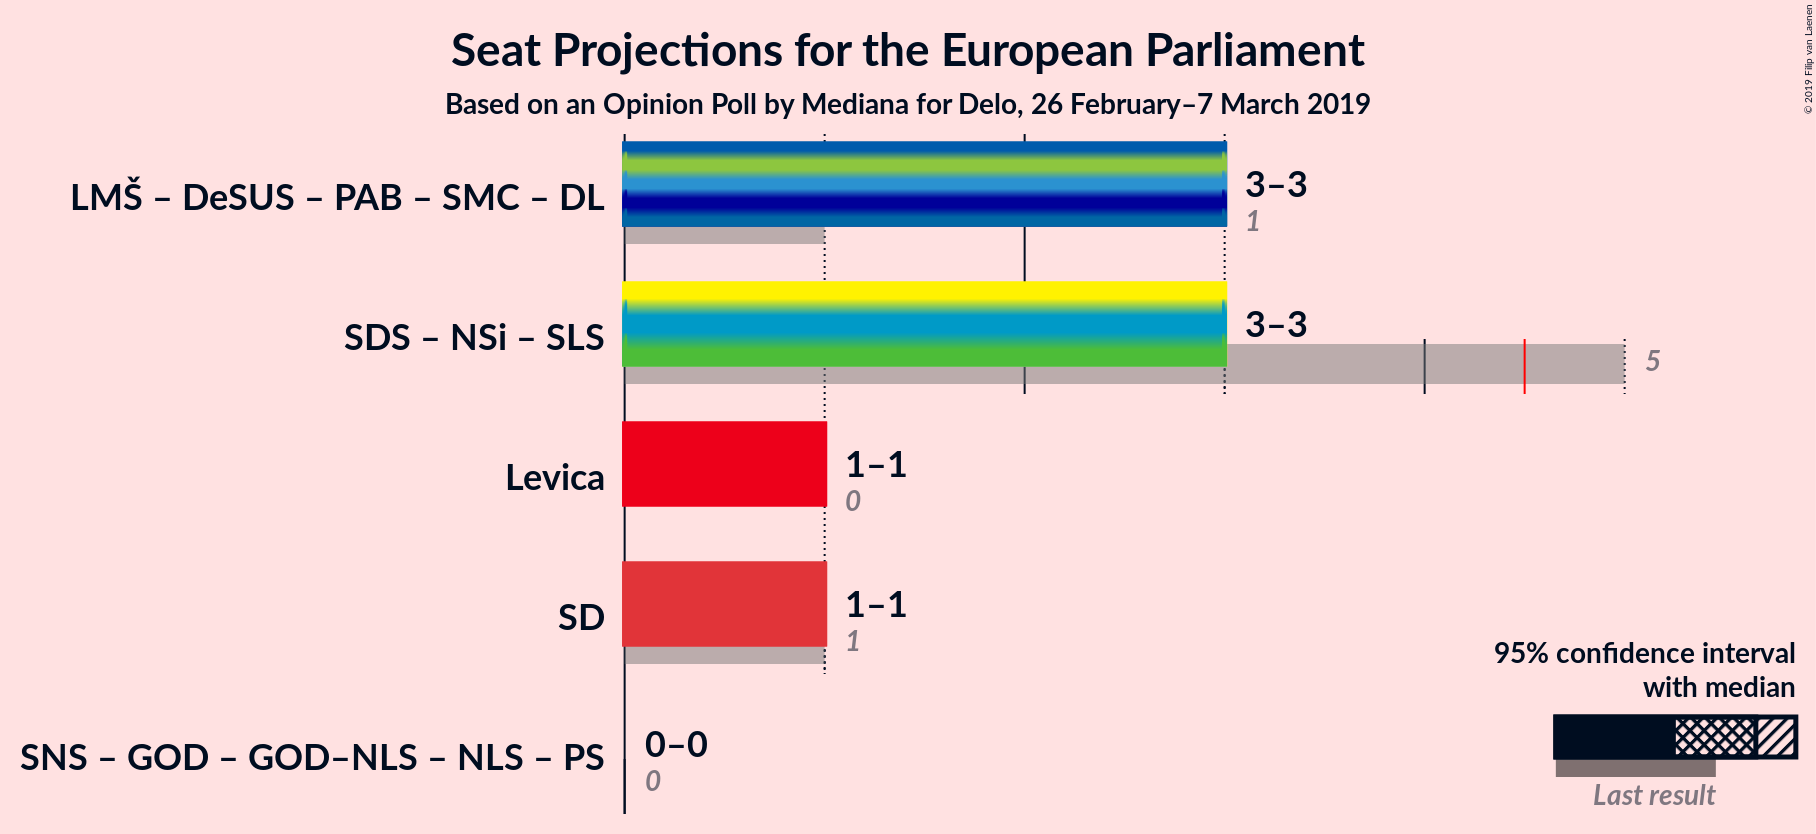 Seat Projections for the European Parliament
Based on an Opinion Poll by Mediana for Delo, 26 February–7 March 2019
© 2019 Filip van Laenen
LMŠ – DeSUS – PAB – SMC – DL
3–3
1
SDS – NSi – SLS
3–3
5
Levica
1–1
0
SD
1–1
1
SNS – GOD – GOD–NLS – NLS – PS
0–0
0
95% confidence interval
with median
Last result